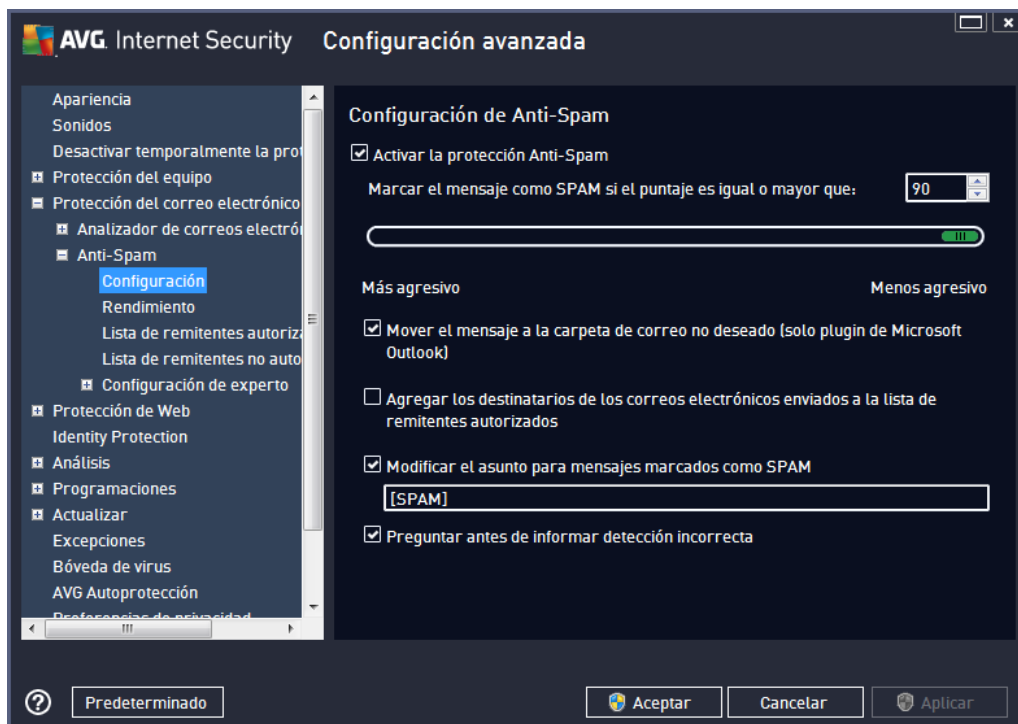 AVG. Internet Security
Configuración avanzada
Apariencia
Sonidos
Desactivar temporalmente la prot
Protección del equipo
Protección del correo electrónico
Analizador de correos electró
Anti-Spam
Configuración
Rendimiento
Lista de remitentes autoriz
Lista de remitentes no auto
Configuración de experto
Protección de Web
Identity Protection
Análisis
Programaciones
Actualizar
Excepciones
Bóveda de virus
AVG Autoprotección
Preferencias de privacidad
Configuración de Anti-Spam
Activar la protección Anti-Spam
Marcar el mensaje como SPAM si el puntaje es igual o mayor que:
90
Más agresivo
Menos agresivo
Mover el mensaje a la carpeta de correo no deseado (solo plugin de Microsoft
Outlook)
Agregar los destinatarios de los correos electrónicos enviados a la lista de
remitentes autorizados
Modificar el asunto para mensajes marcados como SPAM
[SPAM]
Preguntar antes de informar detección incorrecta
Predeterminado
Aceptar
Cancelar
Aplicar